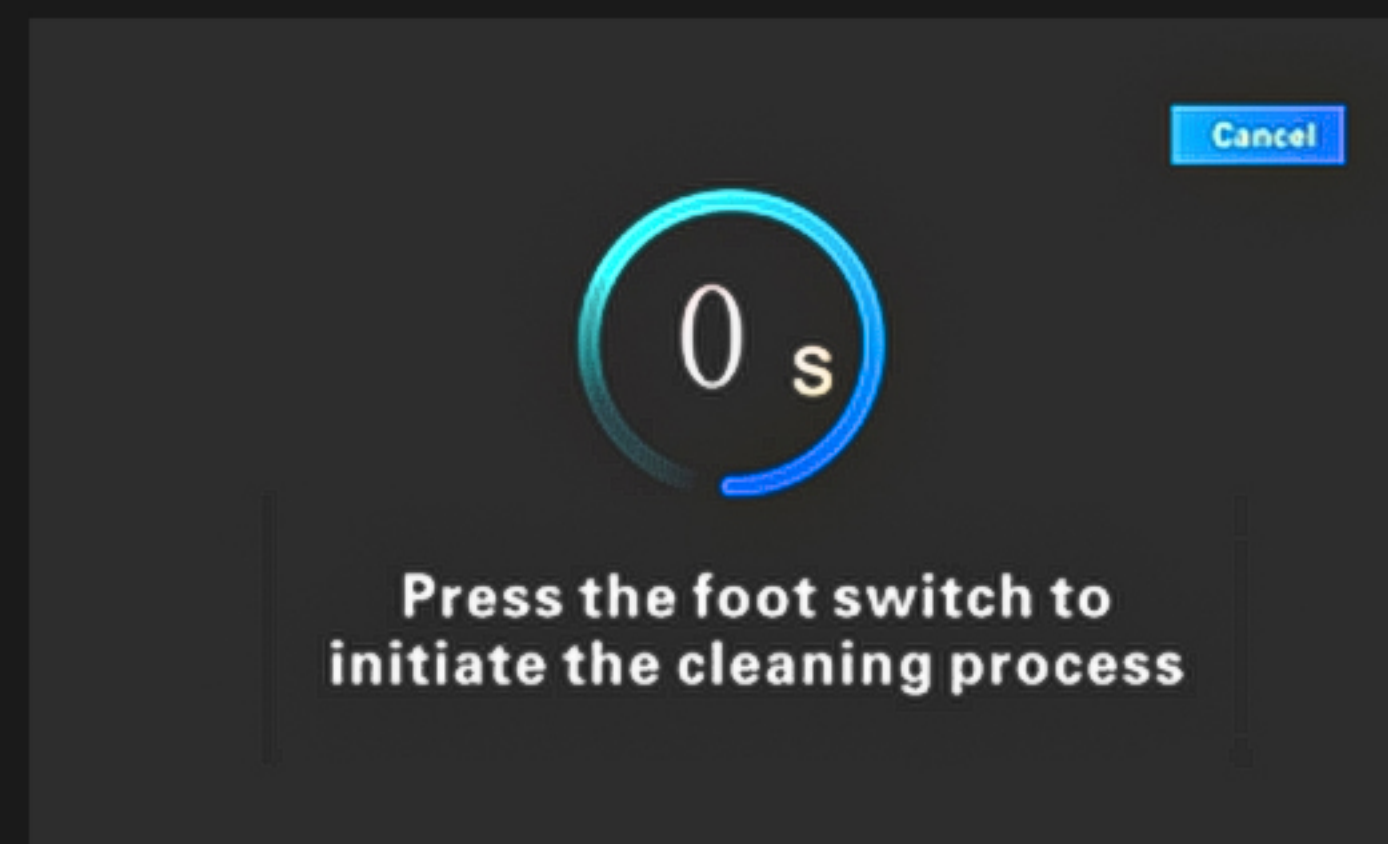 Cancel
0 s
Press the foot switch to
initiate the cleaning process